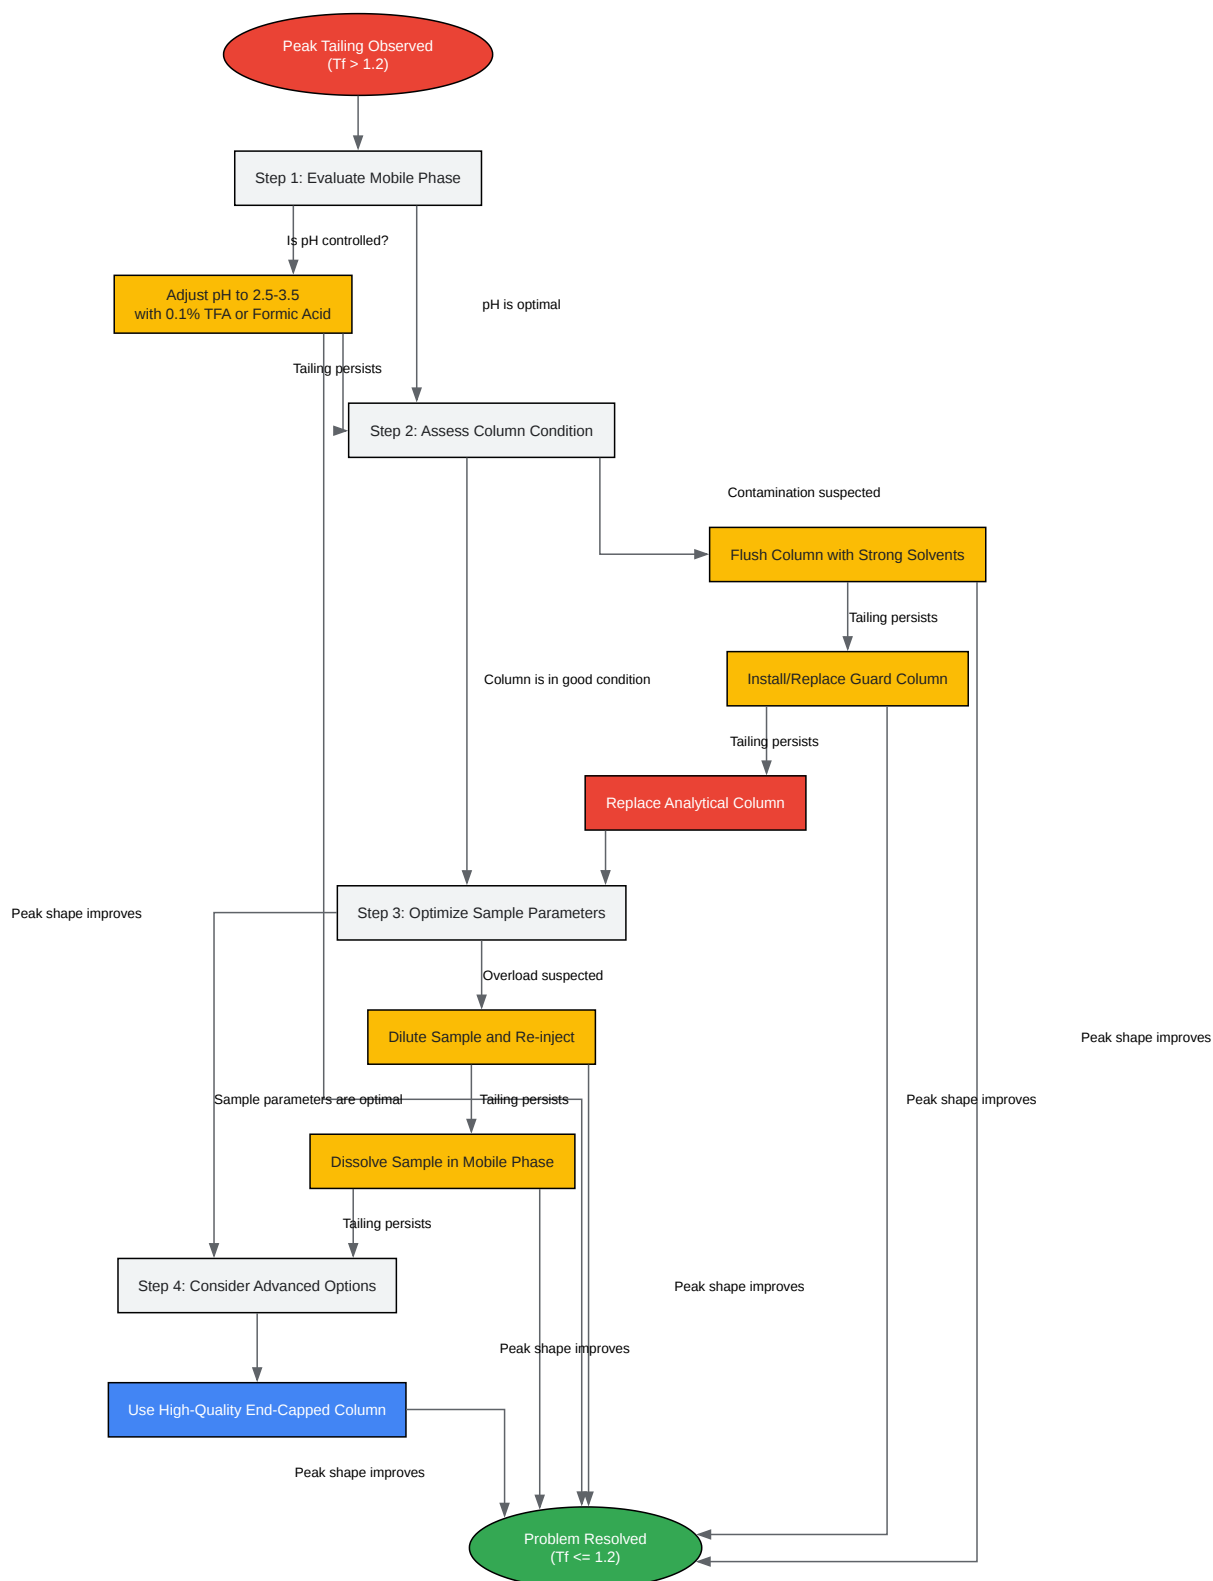 Peak Tailing Observed
(Tf > 1.2)
Step 1: Evaluate Mobile Phase
Is pH controlled?
Adjust pH to 2.5-3.5
with 0.1% TFA or Formic Acid
pH is optimal
Tailing persists
Step 2: Assess Column Condition
Contamination suspected
Flush Column with Strong Solvents
Tailing persists
Column is in good condition
Install/Replace Guard Column
Tailing persists
Replace Analytical Column
Peak shape improves
Step 3: Optimize Sample Parameters
Overload suspected
Dilute Sample and Re-inject
Peak shape improves
Sample parameters are optimal
Tailing persists
Peak shape improves
Dissolve Sample in Mobile Phase
Tailing persists
Step 4: Consider Advanced Options
Peak shape improves
Peak shape improves
Use High-Quality End-Capped Column
Peak shape improves
Problem Resolved
(Tf <= 1.2)